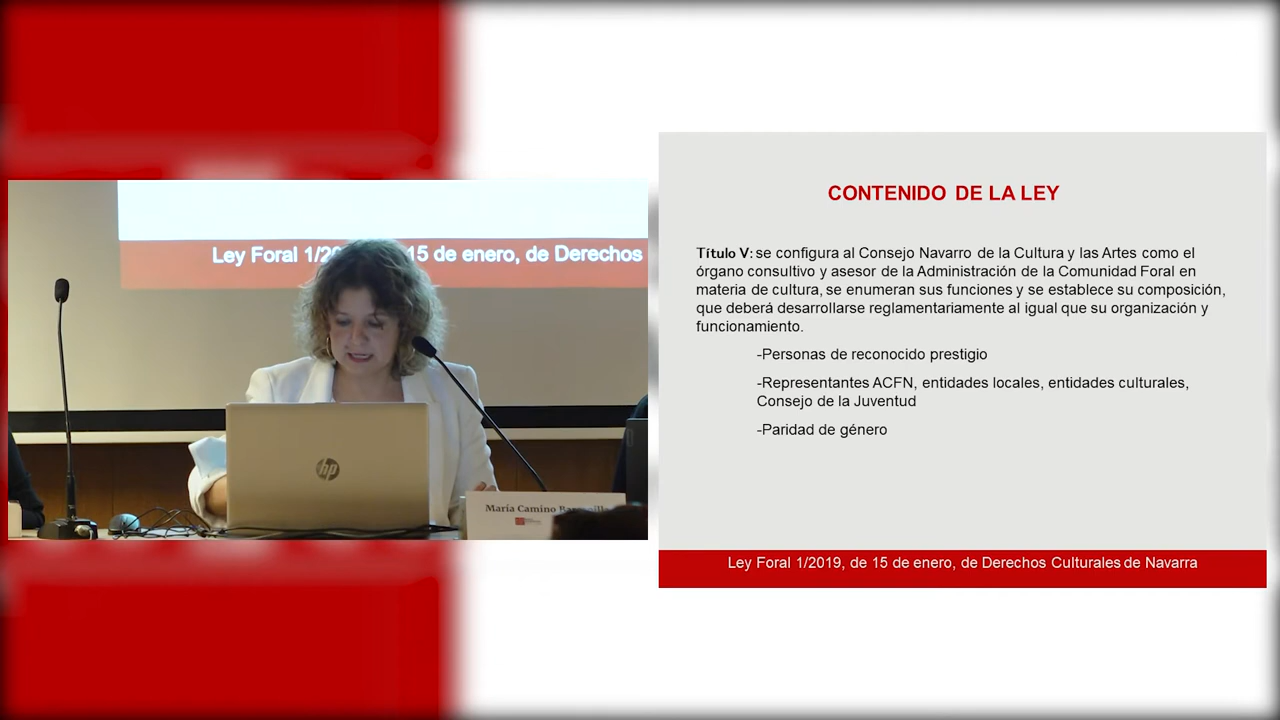 Ley Foral 1/20 15 de enero, de Derechos
hp
María Camino
CONTENIDO DE LA LEY
Título V: se configura al Consejo Navarro de la Cultura y las Artes como el
órgano consultivo y asesor de la Administración de la Comunidad Foral en
materia de cultura, se enumeran sus funciones y se establece su composición,
que deberá desarrollarse reglamentariamente al igual que su organización y
funcionamiento.
-Personas de reconocido prestigio
-Representantes ACFN, entidades locales, entidades culturales,
Consejo de la Juventud
-Paridad de género
Ley Foral 1/2019, de 15 de enero, de Derechos Culturales de Navarra